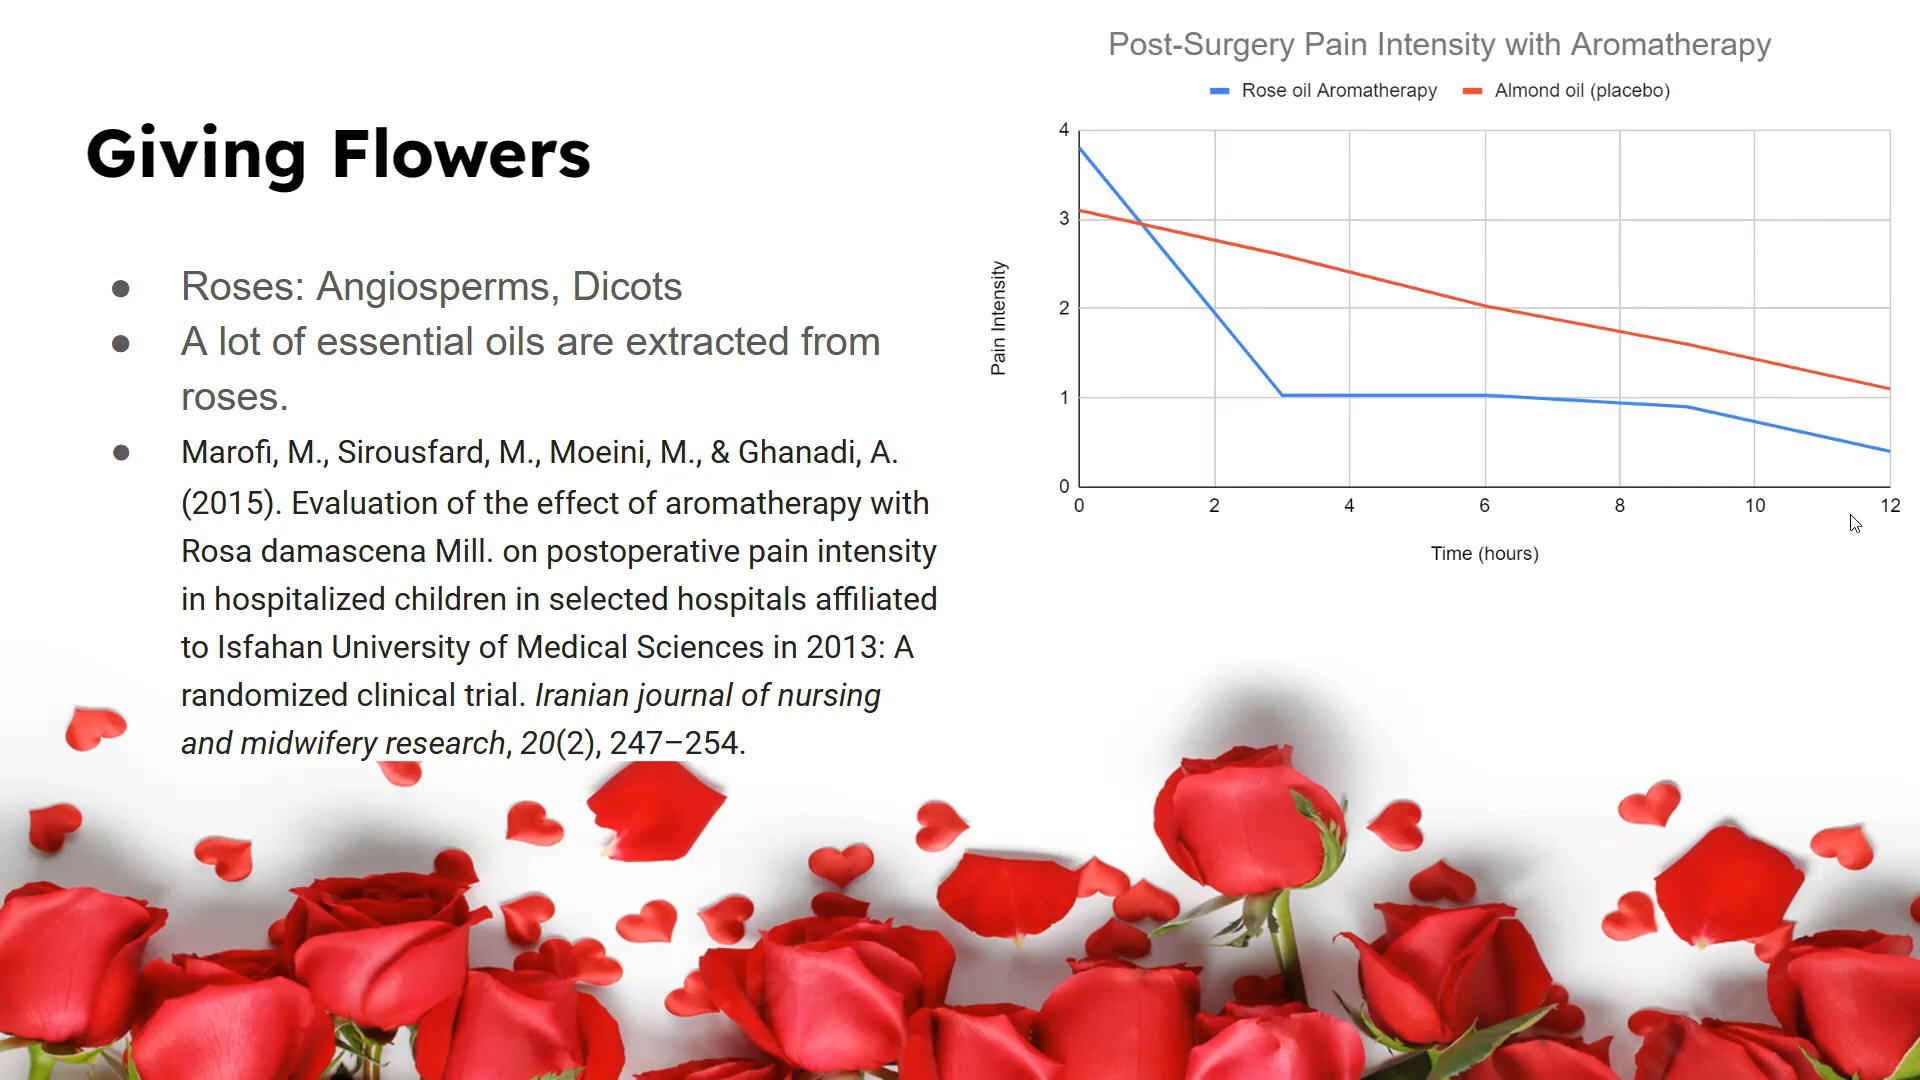 Giving Flowers
● Roses: Angiosperms, Dicots
● A lot of essential oils are extracted from
roses.
● Marofi, M., Sirousfard, M., Moeini, M., & Ghanadi, A.
(2015). Evaluation of the effect of aromatherapy with
Rosa damascena Mill. on postoperative pain intensity
in hospitalized children in selected hospitals affiliated
to Isfahan University of Medical Sciences in 2013: A
randomized clinical trial. Iranian journal of nursing
and midwifery research, 20(2), 247–254.
Post-Surgery Pain Intensity with Aromatherapy
Rose oil Aromatherapy Almond oil (placebo)
Pain Intensity
4
3
2
1
0
0 2 4 6 8 10 12
Time (hours)